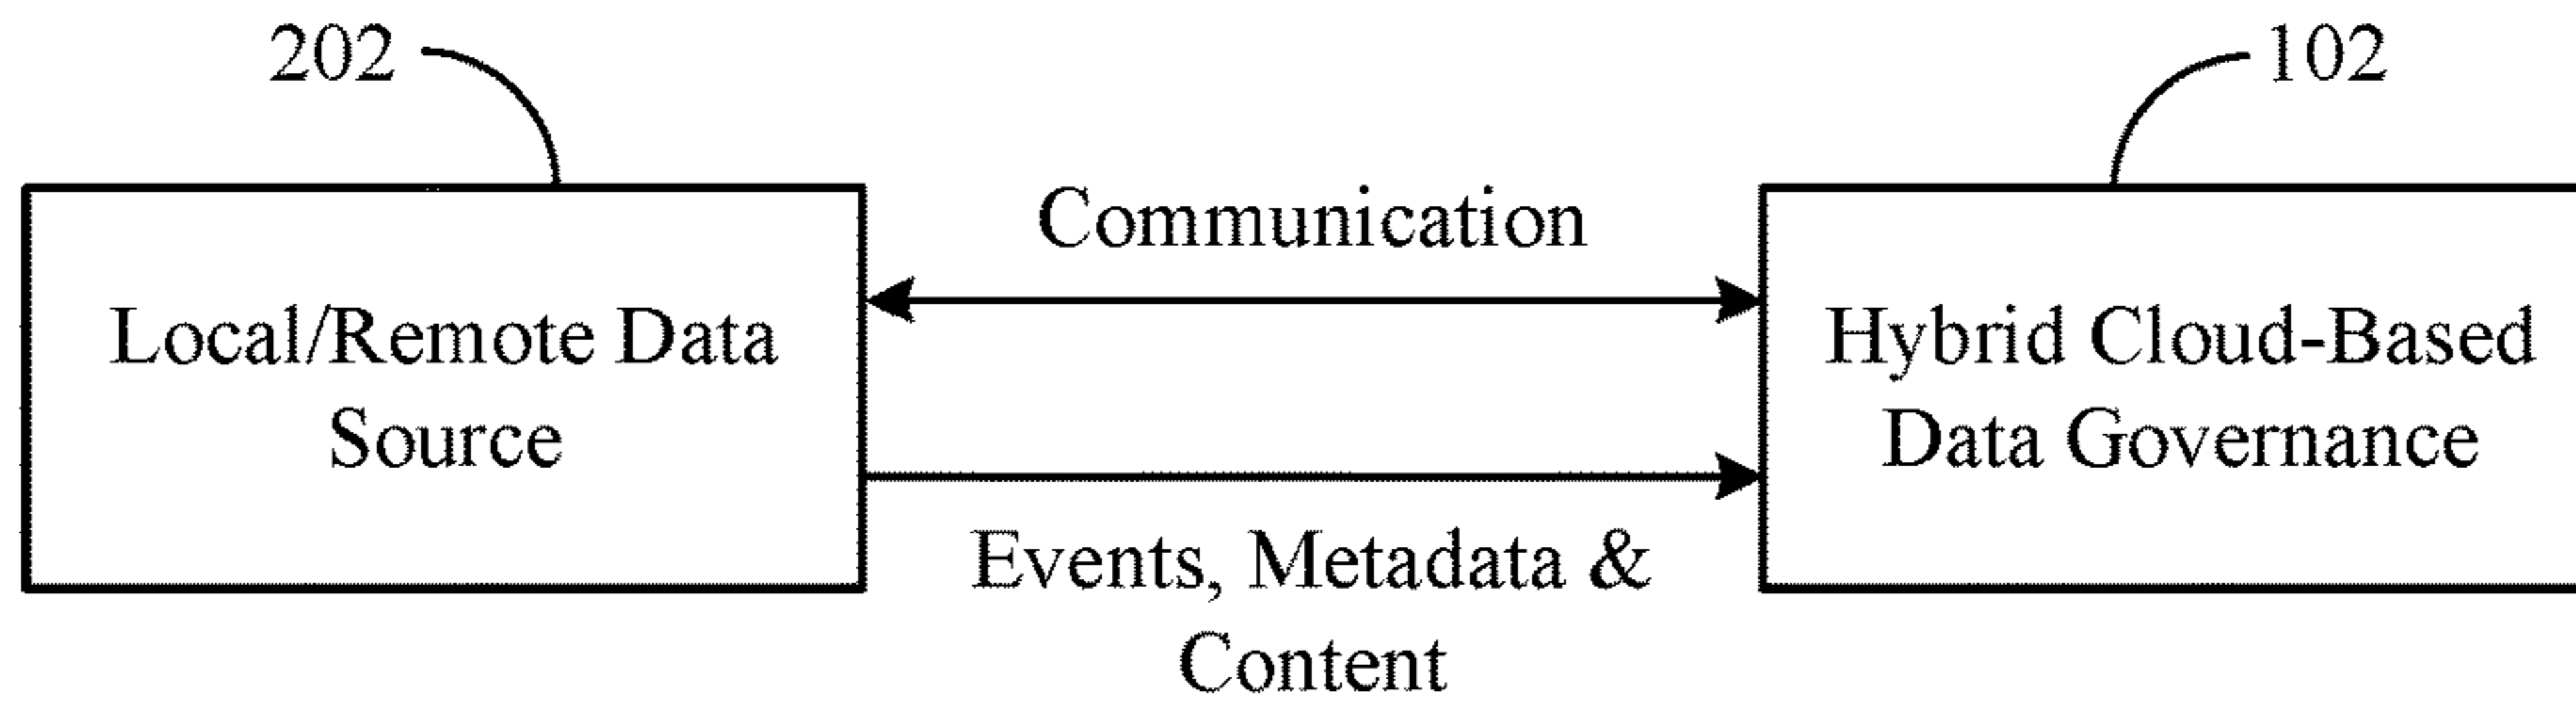 202
102
Communication
Local/Remote Data
Source
Hybrid Cloud-Based
Data Governance
Events, Metadata &
Content